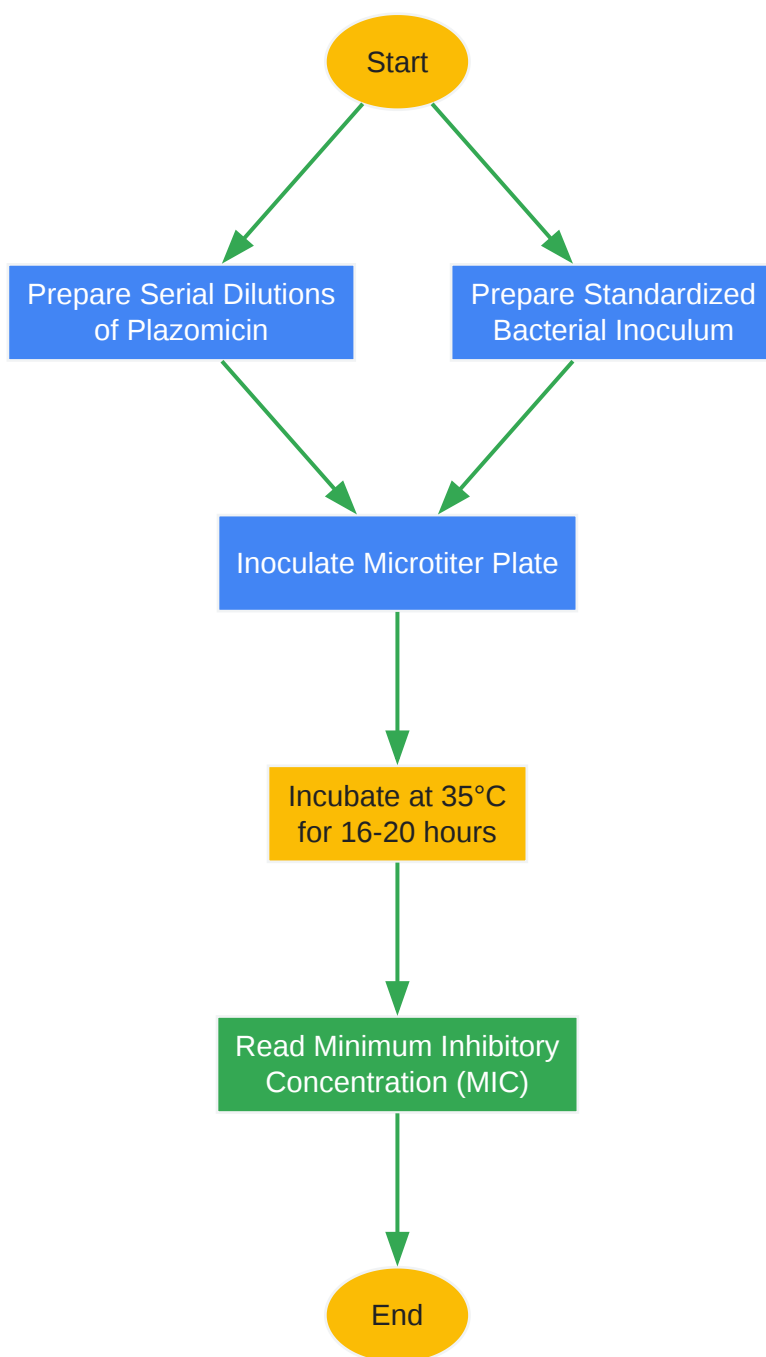 Start
Prepare Serial Dilutions
of Plazomicin
Prepare Standardized
Bacterial Inoculum
Inoculate Microtiter Plate
Incubate at 35°C
for 16-20 hours
Read Minimum Inhibitory
Concentration (MIC)
End